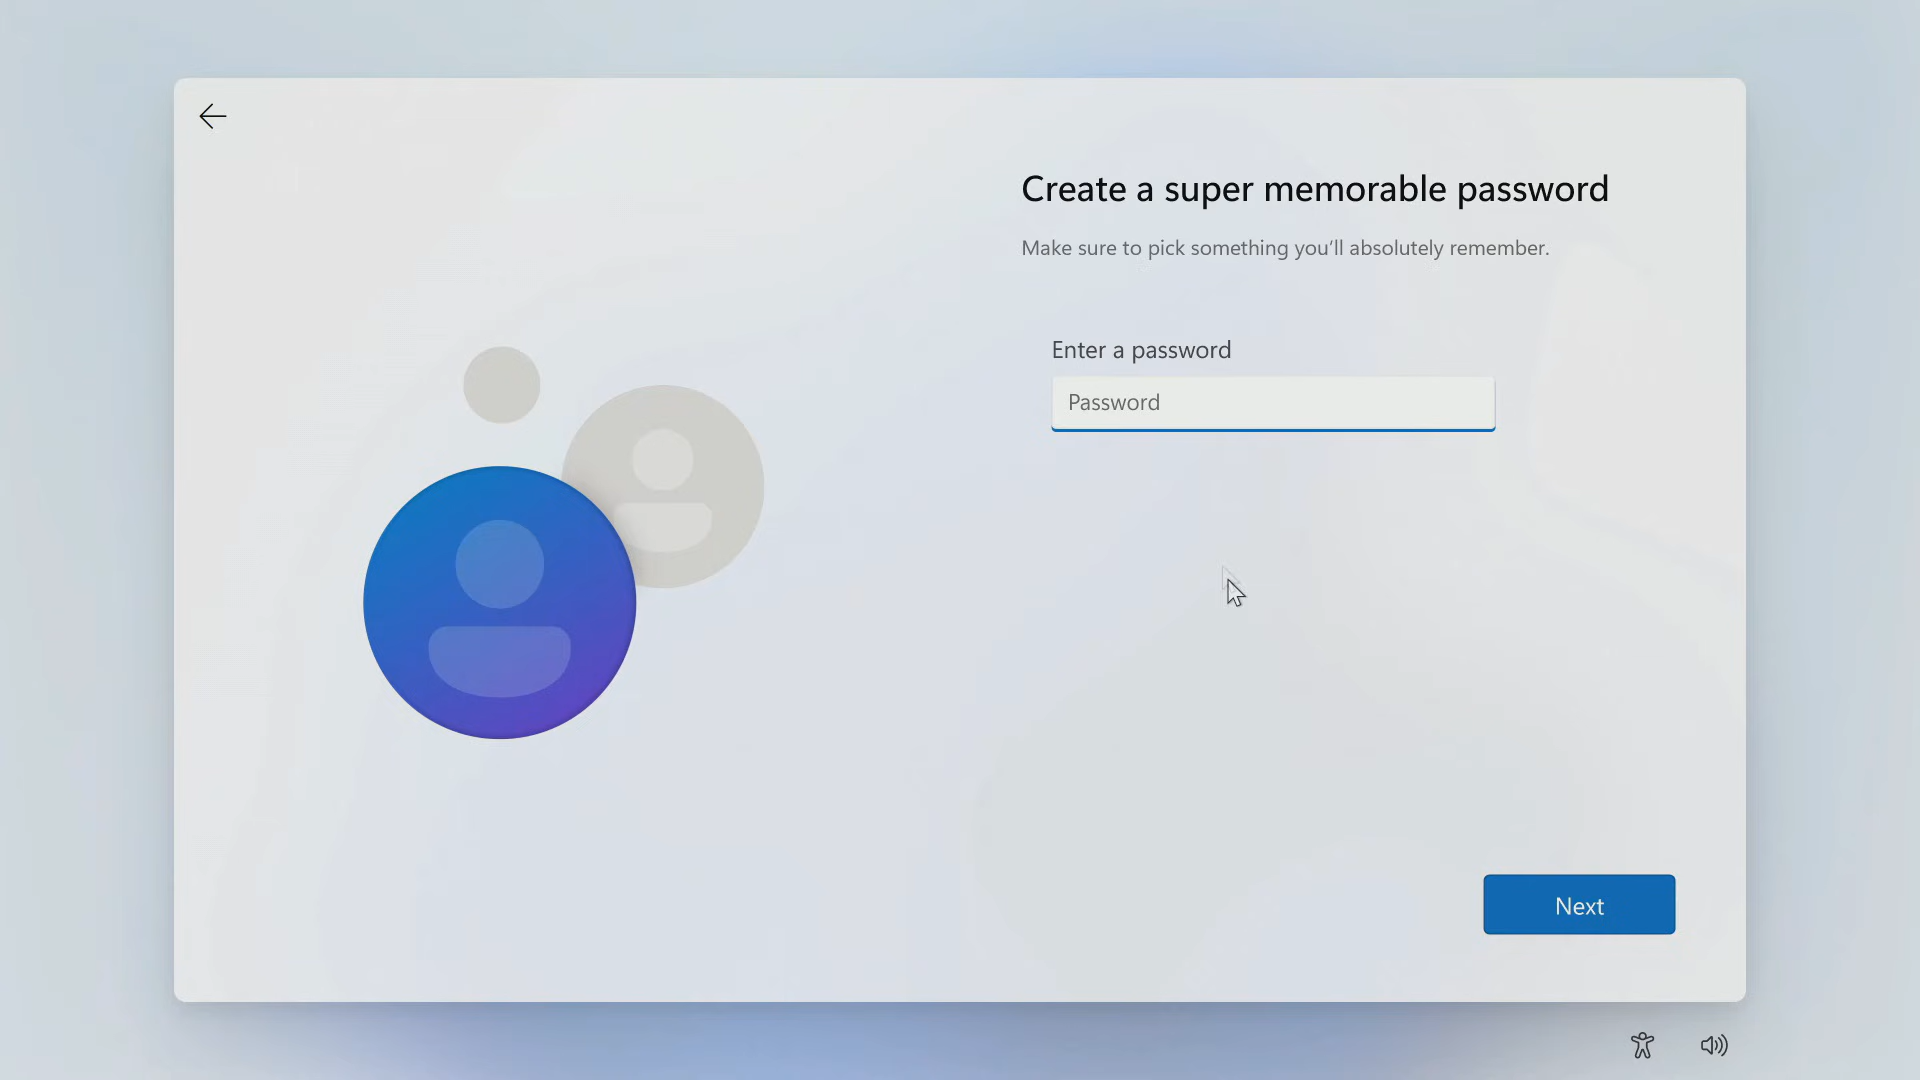 Create a super memorable password
Make sure to pick something you’ll absolutely remember.
Enter a password
Password
Next